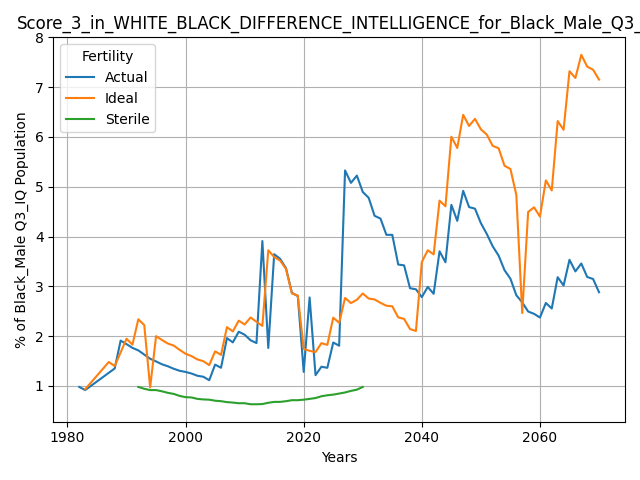 Score_3_in_WHITE_BLACK_DIFFERENCE_INTELLIGENCE_for_Black_Male_Q3_
8
7
6
5
4
3
2
1
% of Black_Male Q3_IQ Population
Fertility
Actual
Ideal
Sterile
1980 2000 2020 2040 2060
Years